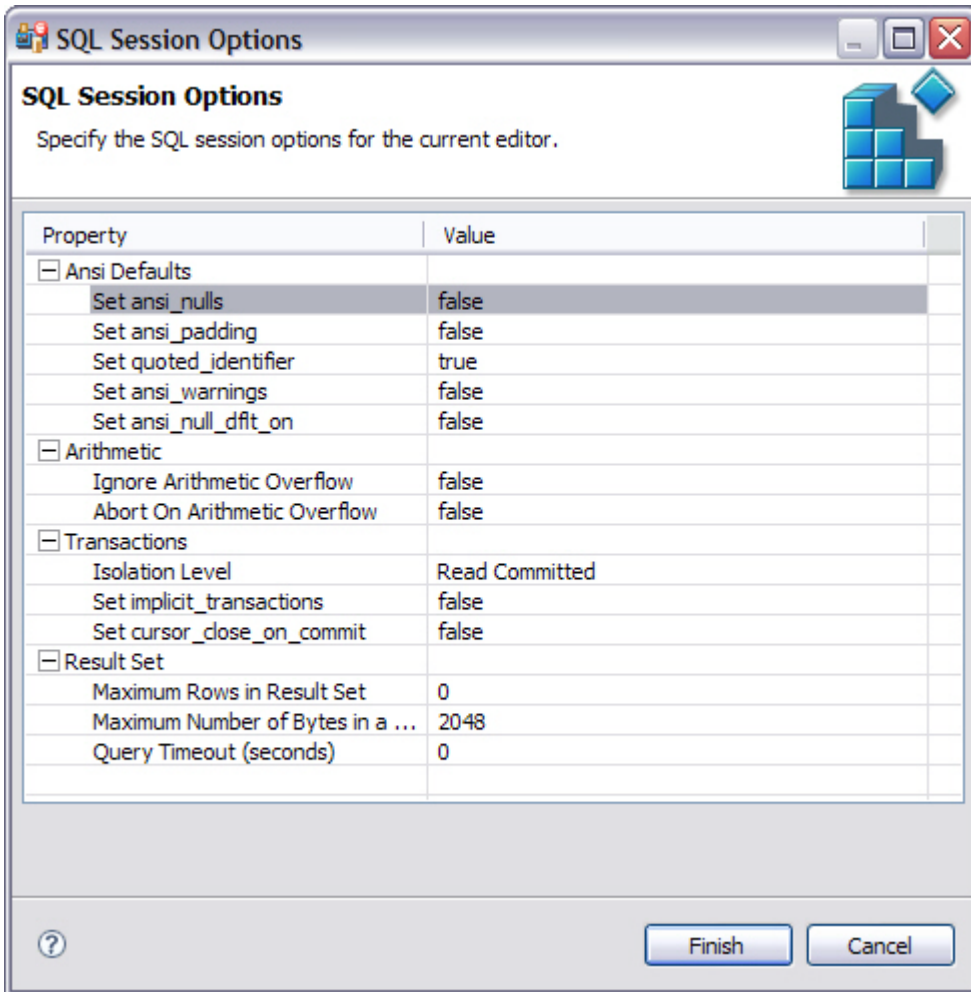 SQL Session Options
SQL Session Options
Specify the SQL session options for the current editor.
Property Value
Ansi Defaults
Set ansi_nulls false
Set ansi_padding false
Set quoted_identifier true
Set ansi_warnings false
Set ansi_null_dflt_on false
Arithmetic
Ignore Arithmetic Overflow false
Abort On Arithmetic Overflow false
Transactions
Isolation Level Read Committed
Set implicit_transactions false
Set cursor_close_on_commit false
Result Set
Maximum Rows in Result Set 0
Maximum Number of Bytes in a ... 2048
Query Timeout (seconds) 0
? Finish Cancel